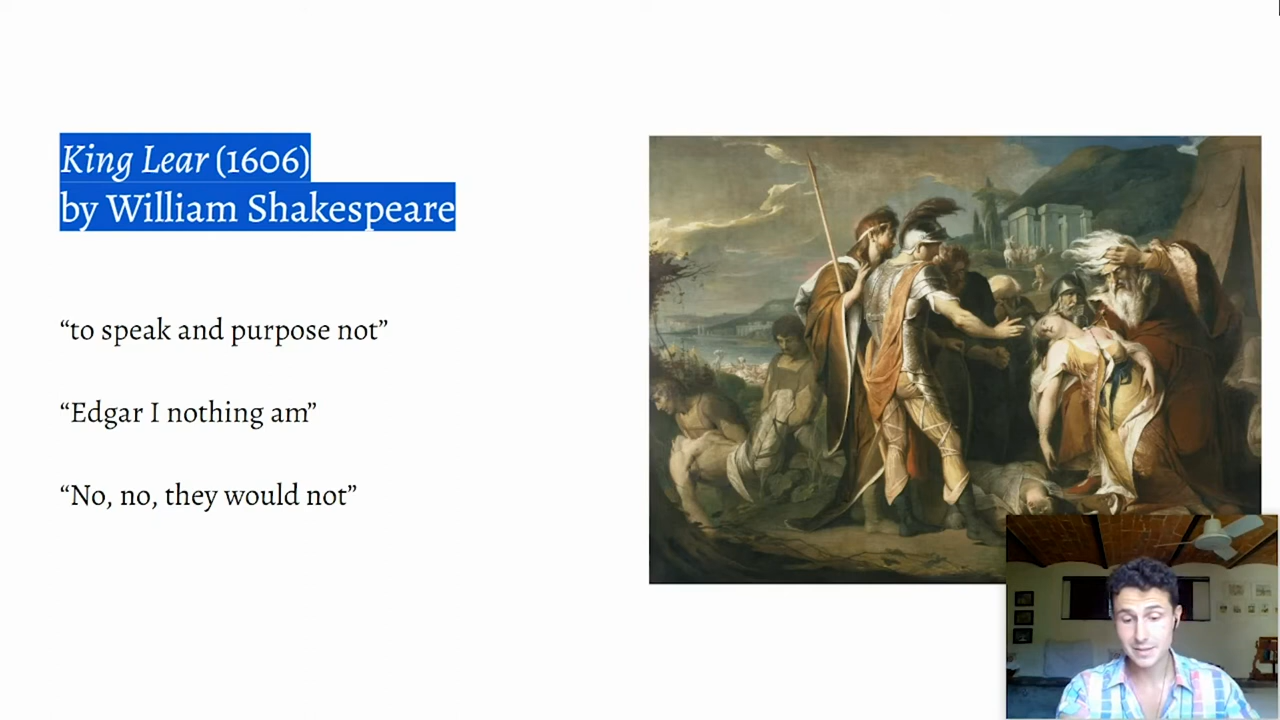 King Lear (1606)
by William Shakespeare
“to speak and purpose not”
“Edgar I nothing am”
“No, no, they would not”